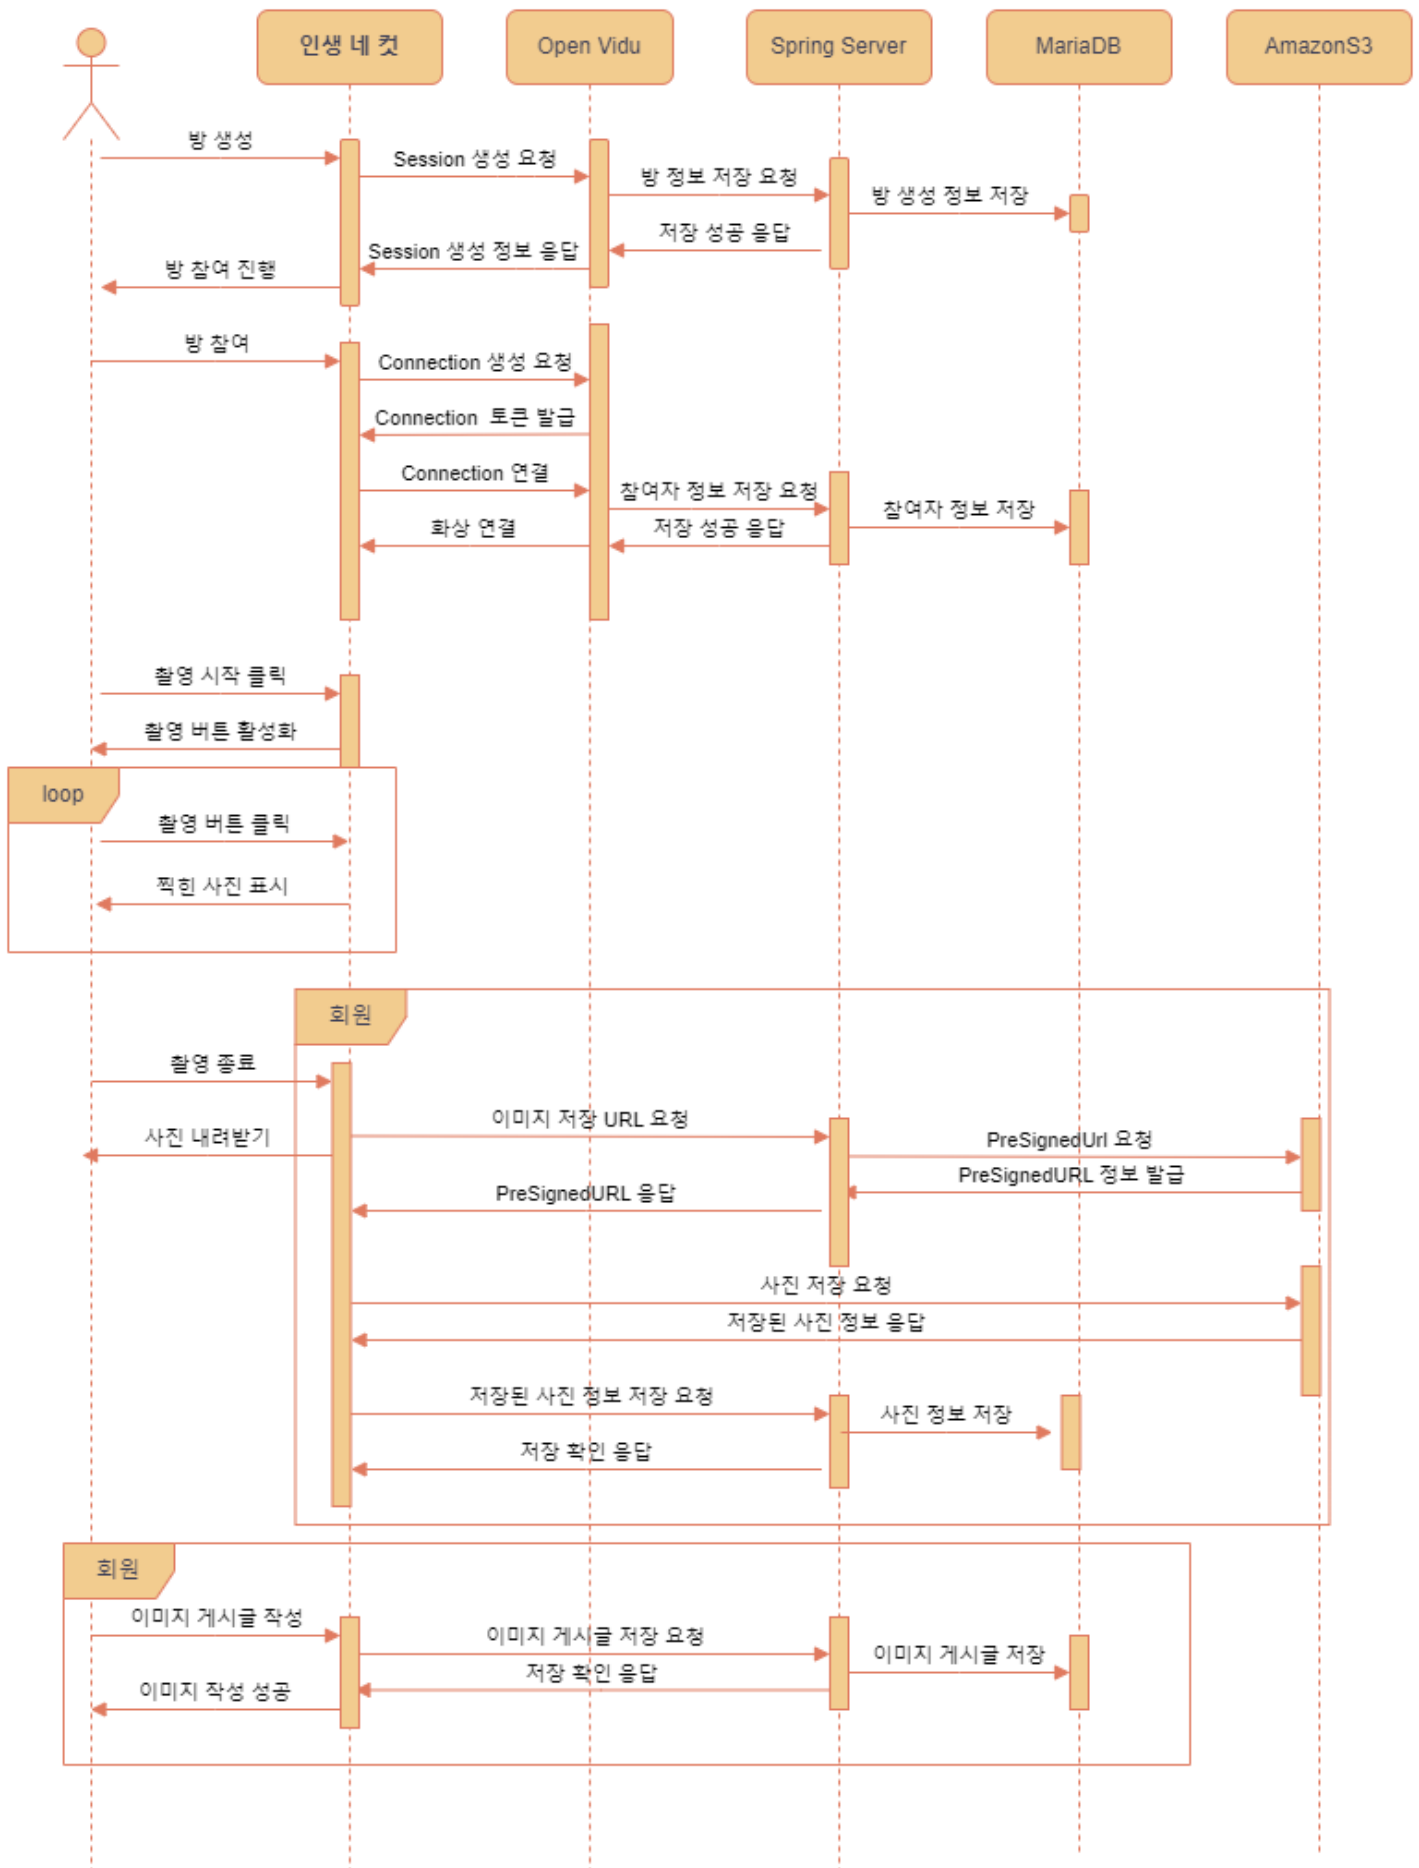 인생 네 컷
Open Vidu
Spring Server
MariaDB
AmazonS3
방 생성
Session 생성 요청
방 정보 저장 요청
방 생성 정보 저장
저장 성공 응답
Session 생성 정보 응답
방 참여 진행
방 참여
Connection 생성 요청
Connection 토큰 발급
Connection 연결
참여자 정보 저장 요청
참여자 정보 저장
화상 연결
저장 성공 응답
촬영 시작 클릭
촬영 버튼 활성화
loop
촬영 버튼 클릭
찍힌 사진 표시
회원
촬영 종료
이미지 저장 URL 요청
사진 내려받기
PreSignedUrl 요청
PreSignedURL 정보 발급
PreSignedURL 응답
사진 저장 요청
저장된 사진 정보 응답
저장된 사진 정보 저장 요청
사진 정보 저장
저장 확인 응답
회원
이미지 게시글 작성
이미지 게시글 저장 요청
이미지 게시글 저장
저장 확인 응답
이미지 작성 성공